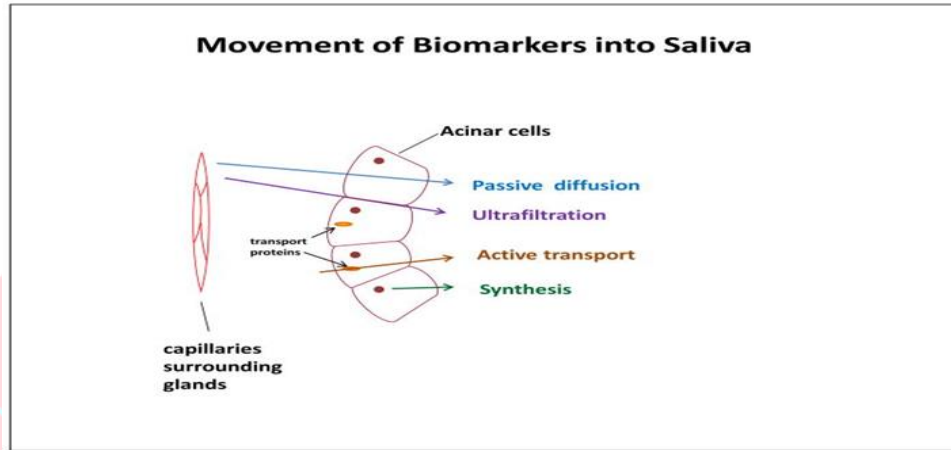 Movement of Biomarkers into Saliva
Acinar cells
Passive diffusion
Ultrafiltration
transport
proteins
Active transport
Synthesis
capillaries
surrounding
glands